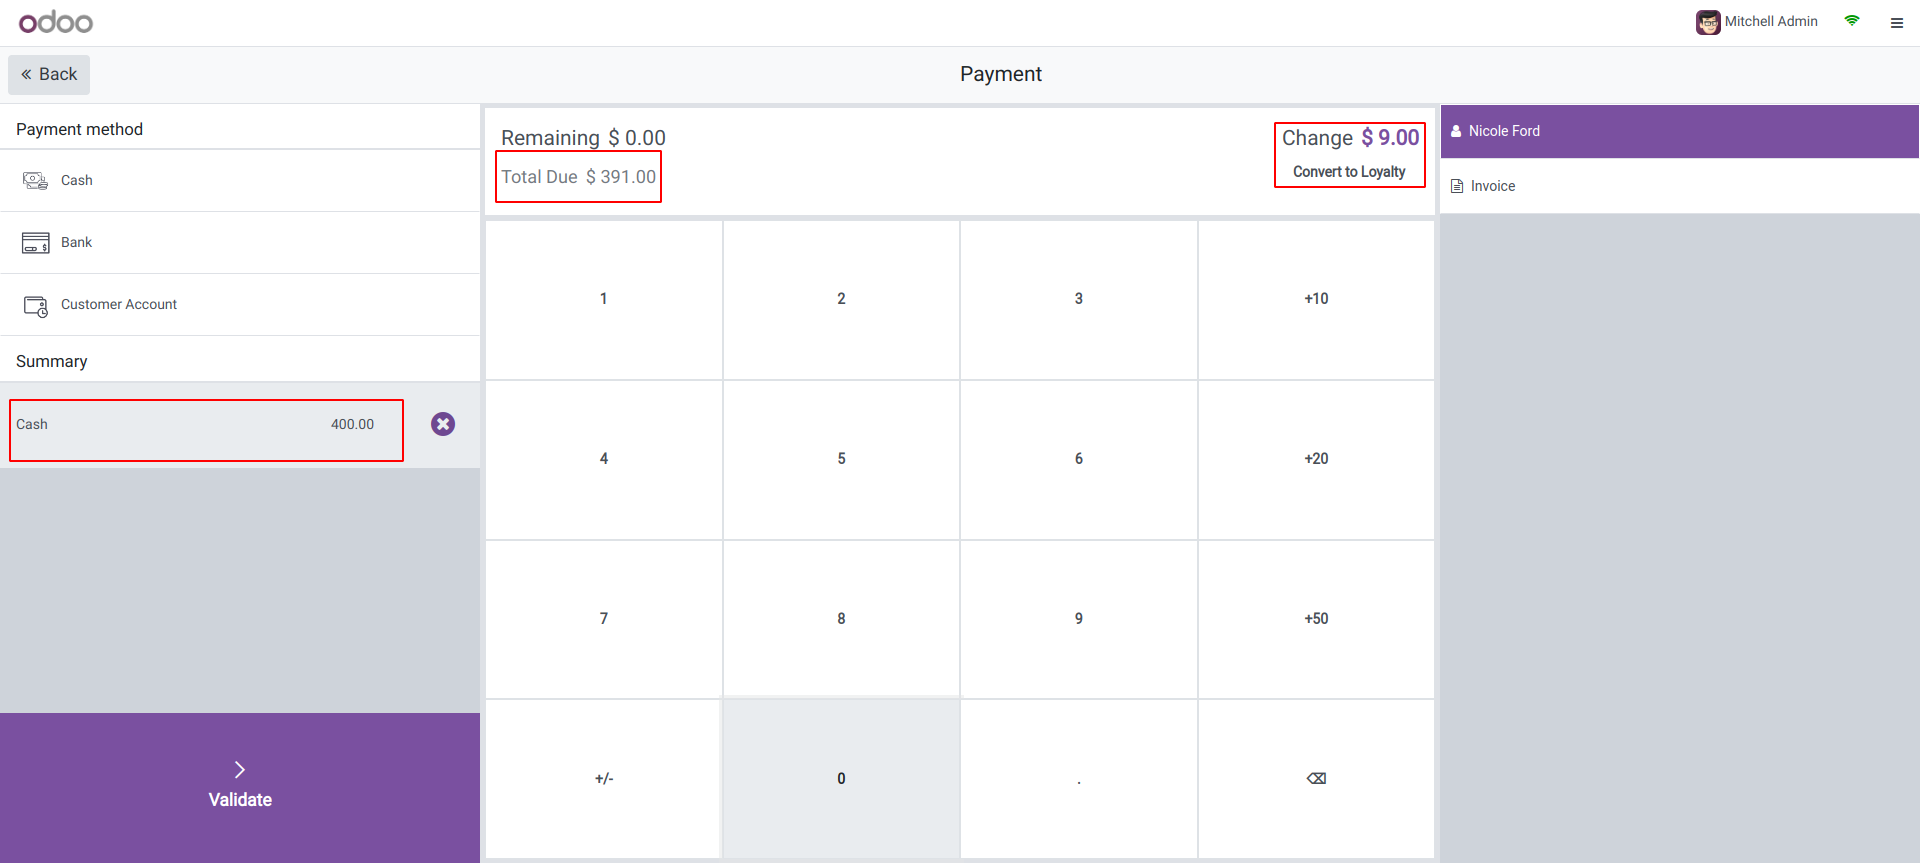 odoo
Mitchell Admin
« Back
Payment
Payment method
Cash
Bank
Customer Account
Summary
Cash 400.00
Validate
Remaining $ 0.00
Total Due $ 391.00
Change $ 9.00
Convert to Loyalty
1 2 3 +10
4 5 6 +20
7 8 9 +50
+/- 0 . ⌫
Nicole Ford
Invoice